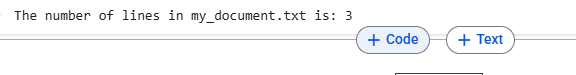 The number of lines in my_document.txt is: 3
+ Code
+ Text